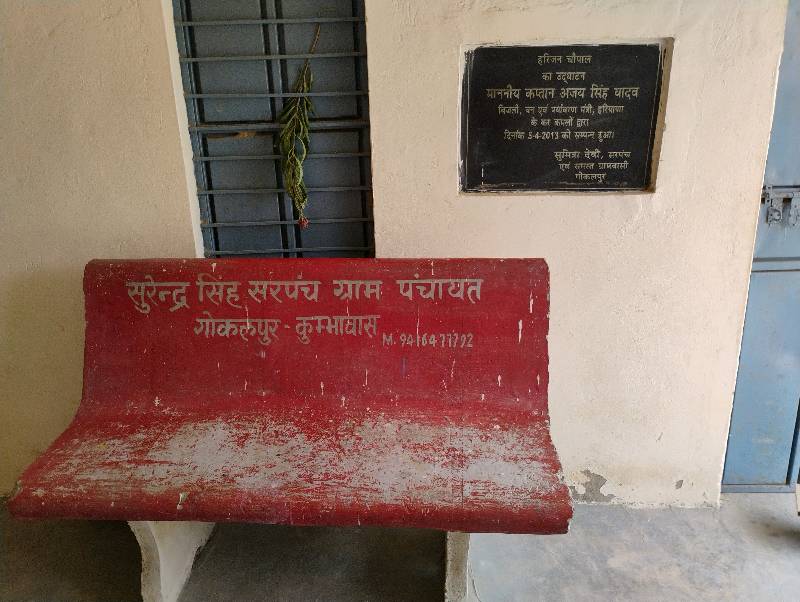 हरिजन चौपाल
का उद्घाटन
माननीय कप्तान अजय सिंह यादव
बिजली, वन एवं पर्यावरण मंत्री, हरियाणा
के कर कमलों द्वारा
दिनांक 5-4-2013 को सम्पन्न हुआ।
सुमित्रा देवी, सरपंच
एवं समस्त ग्रामवासी
गोकलपुर
सुरेन्द्र सिंह सरपंच ग्राम पंचायत
गोकलपुर - कुम्भावास
M. 9416477792